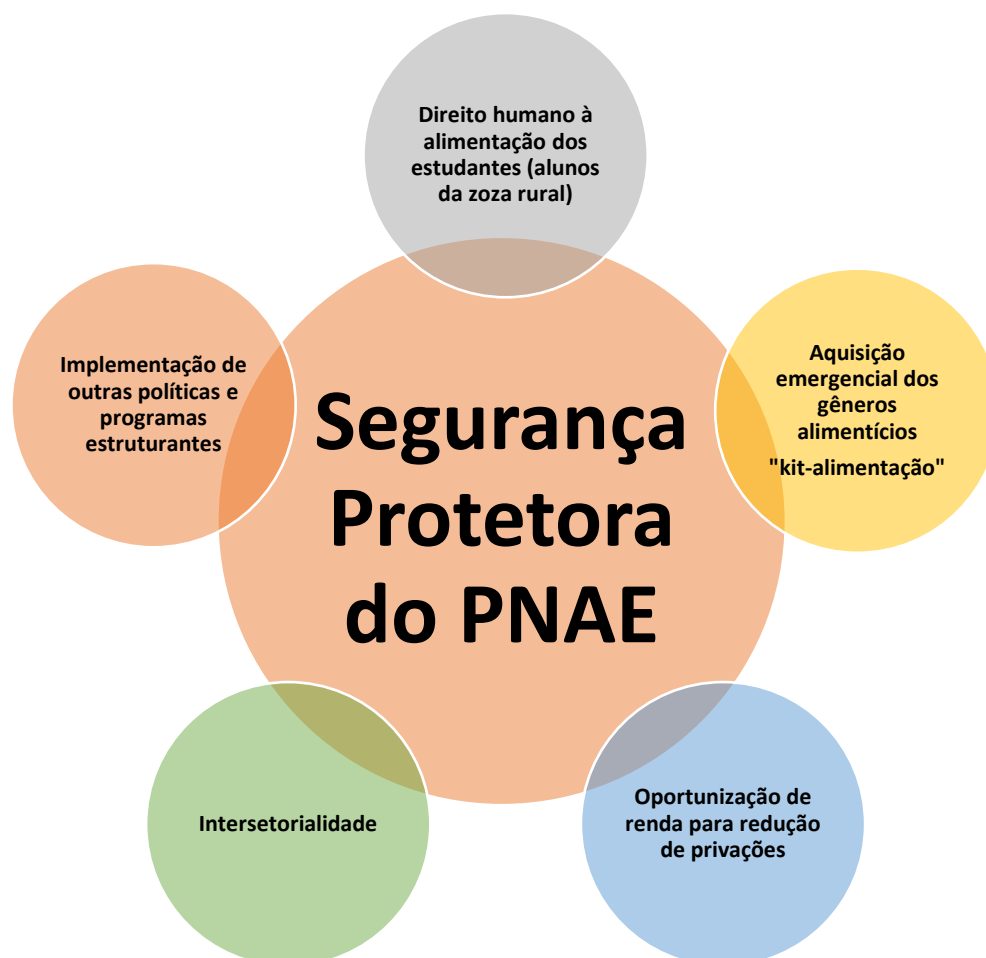 Direito humano à
alimentação dos
estudantes (alunos
da zoza rural)
Implementação de
outras políticas e
programas
estruturantes
Aquisição
emergencial dos
gêneros
alimentícios
"kit-alimentação"
Segurança
Protetora
do PNAE
Intersetorialidade
Oportunização de
renda para redução
de privações